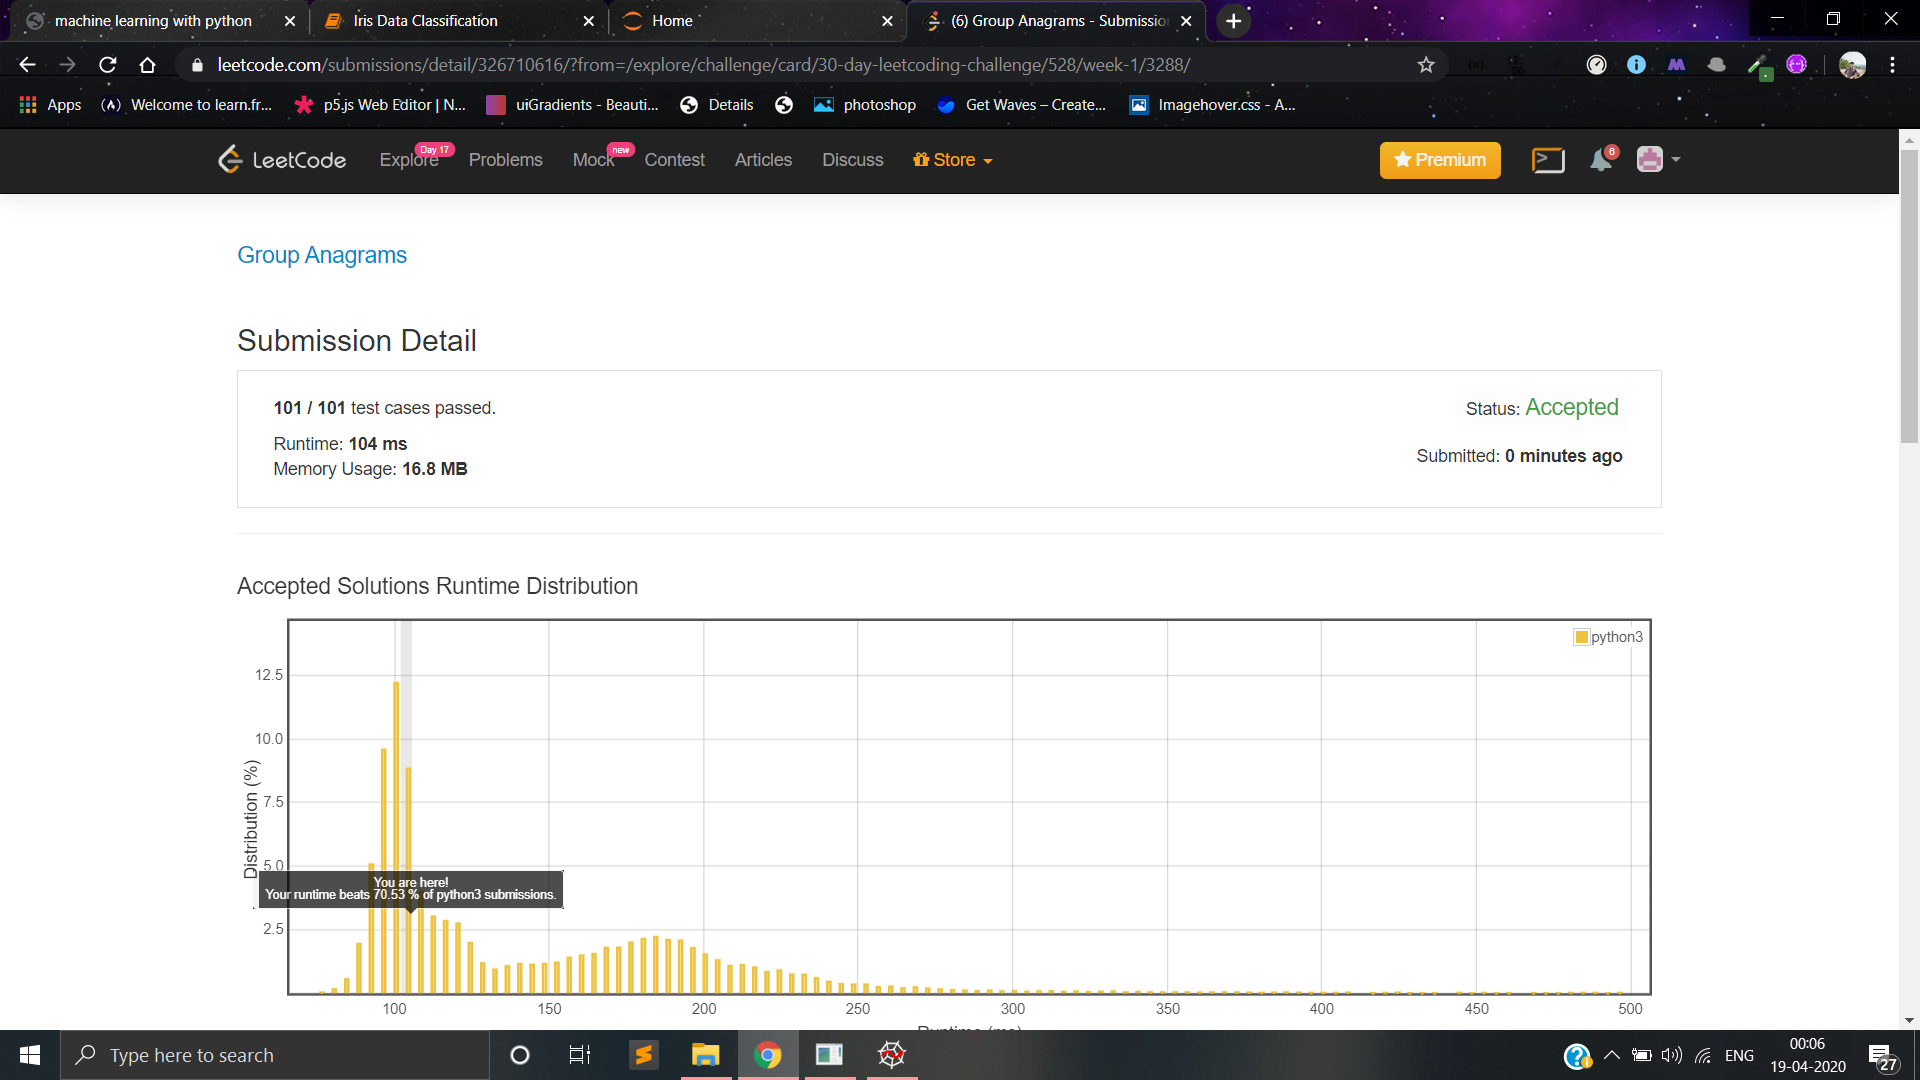 machine learning with python
Iris Data Classification
Home
(6) Group Anagrams - Submissio
leetcode.com/submissions/detail/326710616/?from=/explore/challenge/card/30-day-leetcoding-challenge/528/week-1/3288/
Apps
Welcome to learn.fr...
p5.js Web Editor | N...
uiGradients - Beauti...
Details
photoshop
Get Waves – Create...
Imagehover.css - A...
LeetCode
Explore
Day 17
Problems
Mock
new
Contest
Articles
Discuss
Store
Premium
6
Group Anagrams
Submission Detail
101 / 101 test cases passed.
Status: Accepted
Runtime: 104 ms
Memory Usage: 16.8 MB
Submitted: 0 minutes ago
Accepted Solutions Runtime Distribution
python3
Distribution (%)
12.5
10.0
7.5
5.0
2.5
You are here!
Your runtime beats 70.53 % of python3 submissions.
100
150
200
250
300
350
400
450
500
Runtime (ms)
Type here to search
ENG
00:06
19-04-2020
27